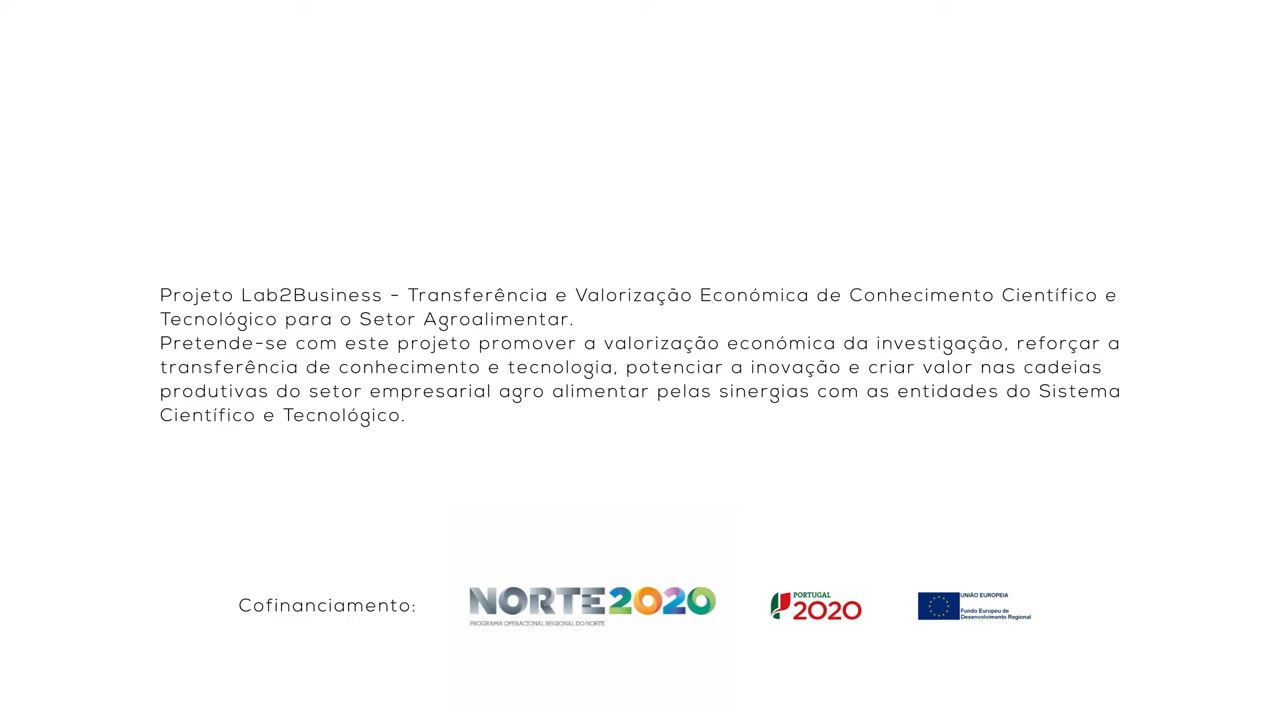 Projeto Lab2Business - Transferência e Valorização Económica de Conhecimento Científico e
Tecnológico para o Setor Agroalimentar.
Pretende-se com este projeto promover a valorização económica da investigação, reforçar a
transferência de conhecimento e tecnologia, potenciar a inovação e criar valor nas cadeias
produtivas do setor empresarial agro alimentar pelas sinergias com as entidades do Sistema
Científico e Tecnológico.
Cofinanciamento:
NORTE2020
PROGRAMA OPERACIONAL REGIONAL DO NORTE
PORTUGAL
2020
UNIÃO EUROPEIA
Fundo Europeu de
Desenvolvimento Regional